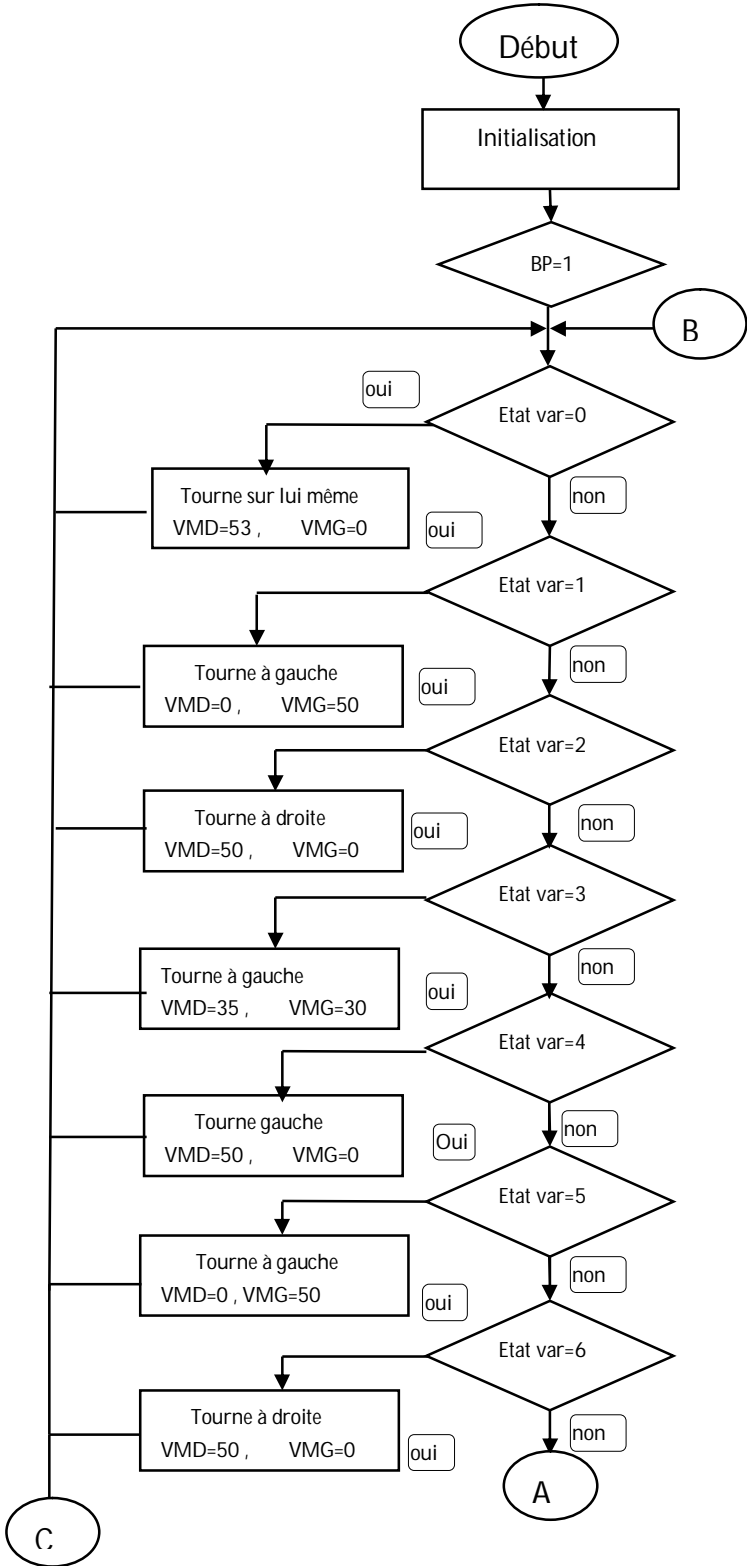 Début
Initialisation
BP=1
B
oui
Etat var=0
Tourne sur lui même
VMD=53 , VMG=0
non
oui
Etat var=1
Tourne à gauche
VMD=0 , VMG=50
non
oui
Etat var=2
Tourne à droite
VMD=50 , VMG=0
non
oui
Etat var=3
Tourne à gauche
VMD=35 , VMG=30
non
oui
Etat var=4
Tourne gauche
VMD=50 , VMG=0
non
Oui
Etat var=5
Tourne à gauche
VMD=0 , VMG=50
non
oui
Etat var=6
Tourne à droite
VMD=50 , VMG=0
non
oui
A
C